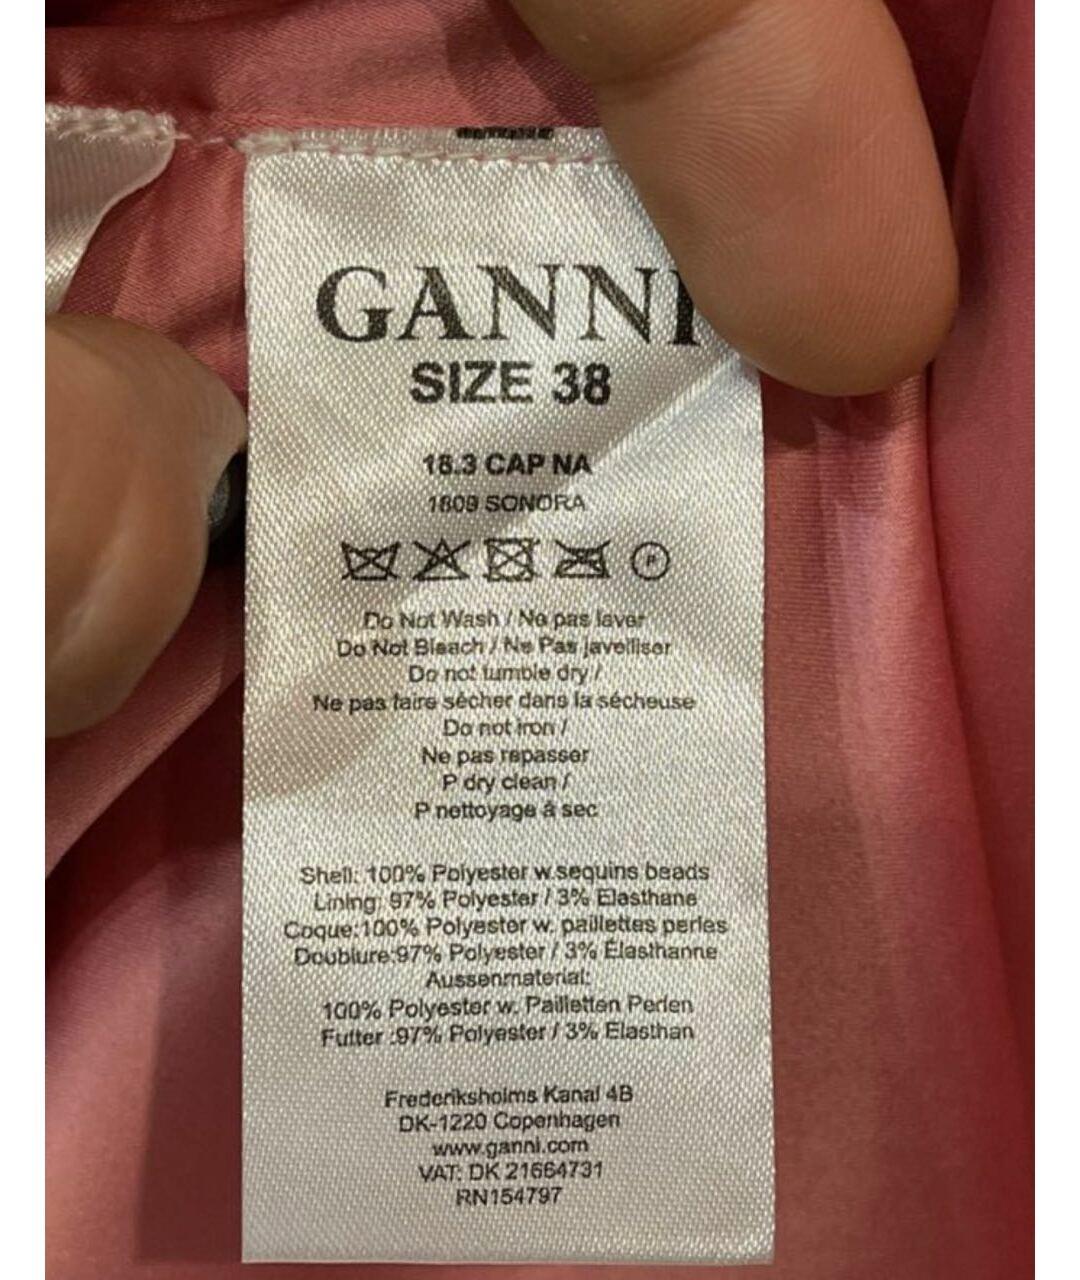 GANNI
SIZE 38
18.3 CAP NA
1809 SONORA
P
Do Not Wash / Ne pas laver
Do Not Bleach / Ne Pas javelliser
Do not tumble dry /
Ne pas faire sécher dans la sécheuse
Do not iron /
Ne pas repasser
P dry clean /
P nettoyage à sec
Shell: 100% Polyester w.sequins beads
Lining: 97% Polyester / 3% Elasthane
Coque:100% Polyester w. paillettes perles
Doublure:97% Polyester / 3% Élasthanne
Aussenmaterial:
100% Polyester w. Pailletten Perlen
Futter :97% Polyester / 3% Elasthan
Frederiksholms Kanal 4B
DK-1220 Copenhagen
www.ganni.com
VAT: DK 21664731
RN154797